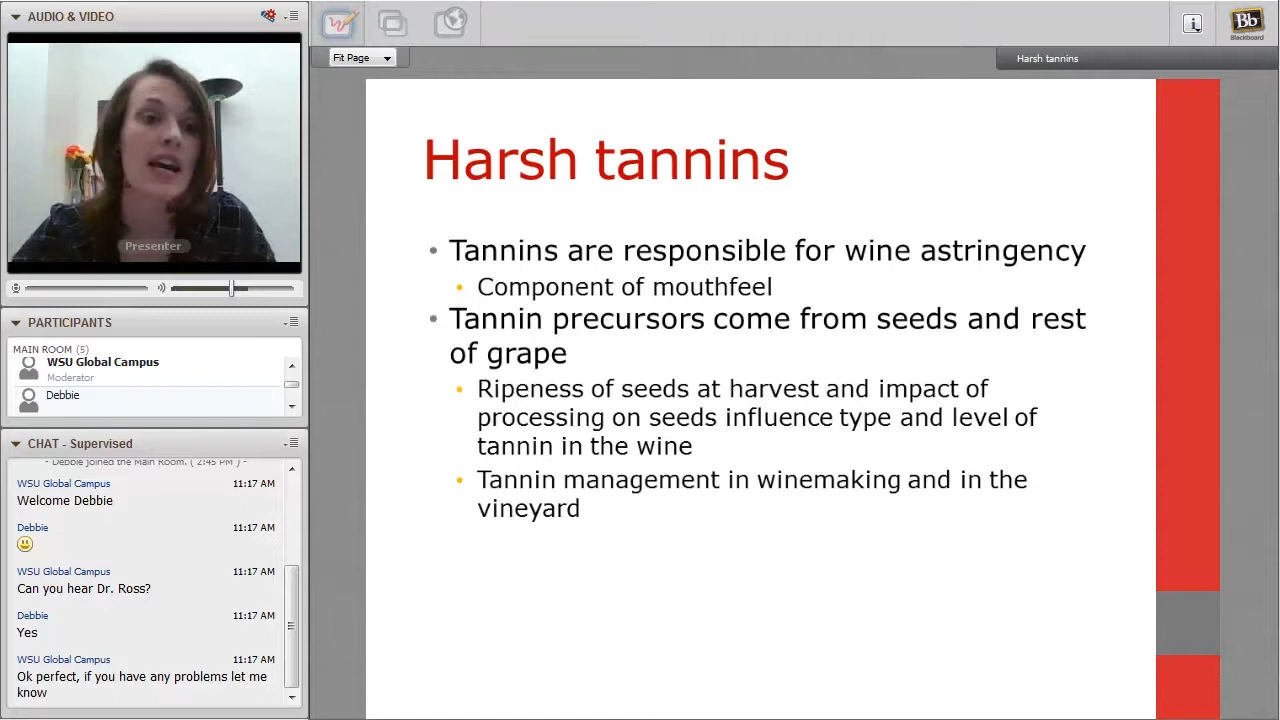 AUDIO & VIDEO
Presenter
PARTICIPANTS
MAIN ROOM (5)
WSU Global Campus
Moderator
Debbie
CHAT - Supervised
- Debbie joined the Main Room. ( 2:45 PM ) -
WSU Global Campus 11:17 AM
Welcome Debbie
Debbie 11:17 AM
WSU Global Campus 11:17 AM
Can you hear Dr. Ross?
Debbie 11:17 AM
Yes
WSU Global Campus 11:17 AM
Ok perfect, if you have any problems let me
know
Fit Page
Bb
Blackboard
Harsh tannins
Harsh tannins
• Tannins are responsible for wine astringency
• Component of mouthfeel
• Tannin precursors come from seeds and rest
of grape
• Ripeness of seeds at harvest and impact of
processing on seeds influence type and level of
tannin in the wine
• Tannin management in winemaking and in the
vineyard